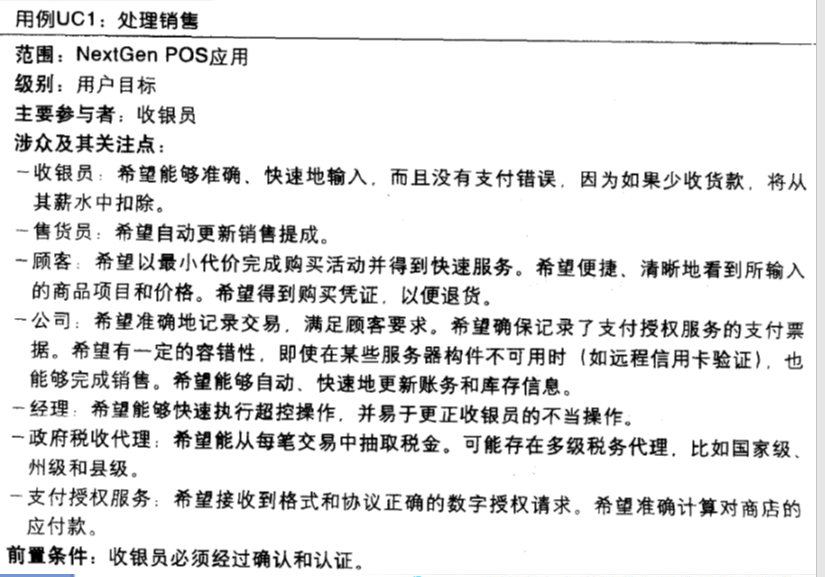 用例UC1：处理销售
范围：NextGen POS应用
级别：用户目标
主要参与者：收银员
涉众及其关注点：
－收银员：希望能够准确、快速地输入，而且没有支付错误，因为如果少收货款，将从
其薪水中扣除。
－售货员：希望自动更新销售提成。
－顾客：希望以最小代价完成购买活动并得到快速服务。希望便捷、清晰地看到所输入
的商品项目和价格。希望得到购买凭证，以便退货。
－公司：希望准确地记录交易，满足顾客要求。希望确保记录了支付授权服务的支付票
据。希望有一定的容错性，即使在某些服务器构件不可用时（如远程信用卡验证），也
能够完成销售。希望能够自动、快速地更新账务和库存信息。
－经理：希望能够快速执行超控操作，并易于更正收银员的不当操作。
－政府税收代理：希望能从每笔交易中抽取税金。可能存在多级税务代理，比如国家级、
州级和县级。
－支付授权服务：希望接收到格式和协议正确的数字授权请求。希望准确计算对商店的
应付款。
前置条件：收银员必须经过确认和认证。